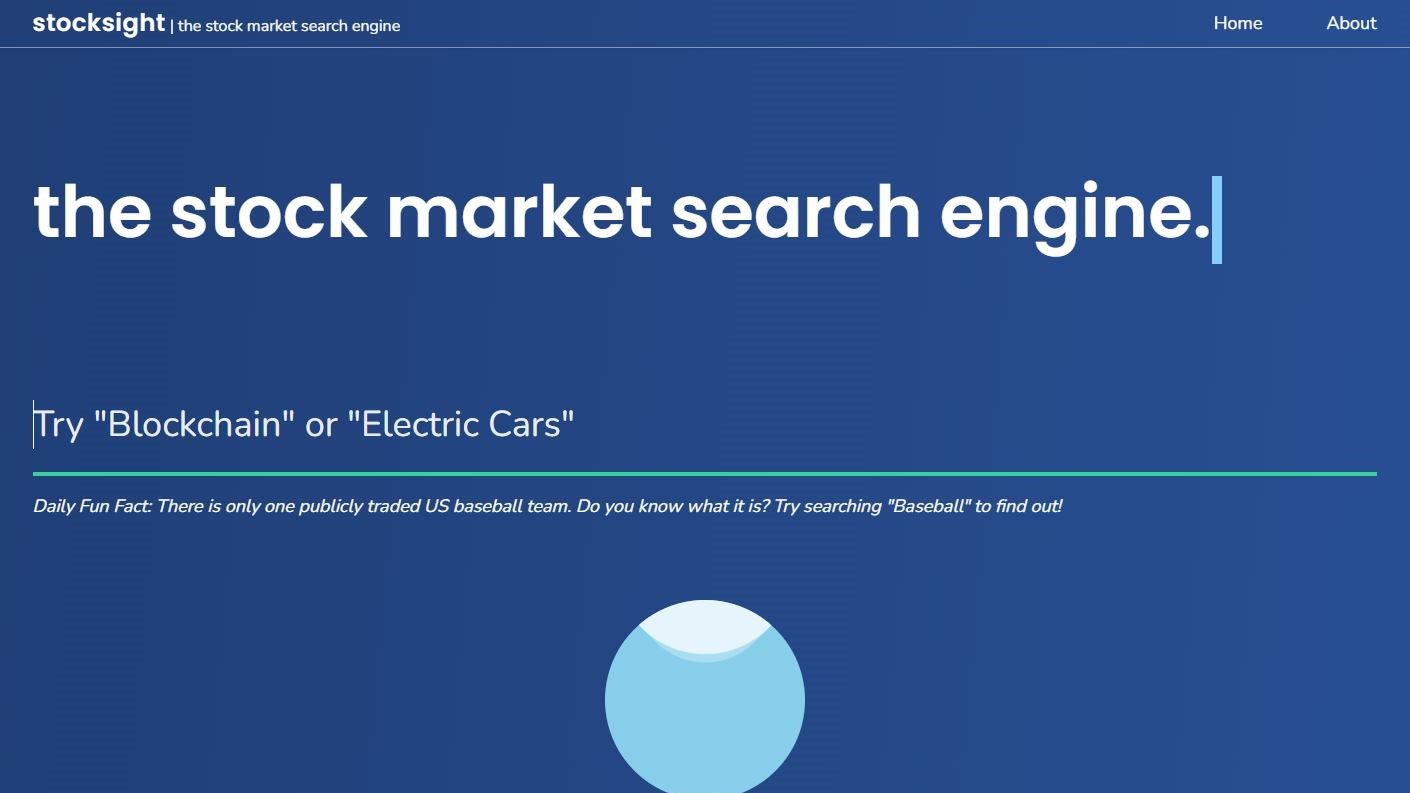 stocksight | the stock market search engine
Home
About
the stock market search engine.
Try "Blockchain" or "Electric Cars"
Daily Fun Fact: There is only one publicly traded US baseball team. Do you know what it is? Try searching "Baseball" to find out!